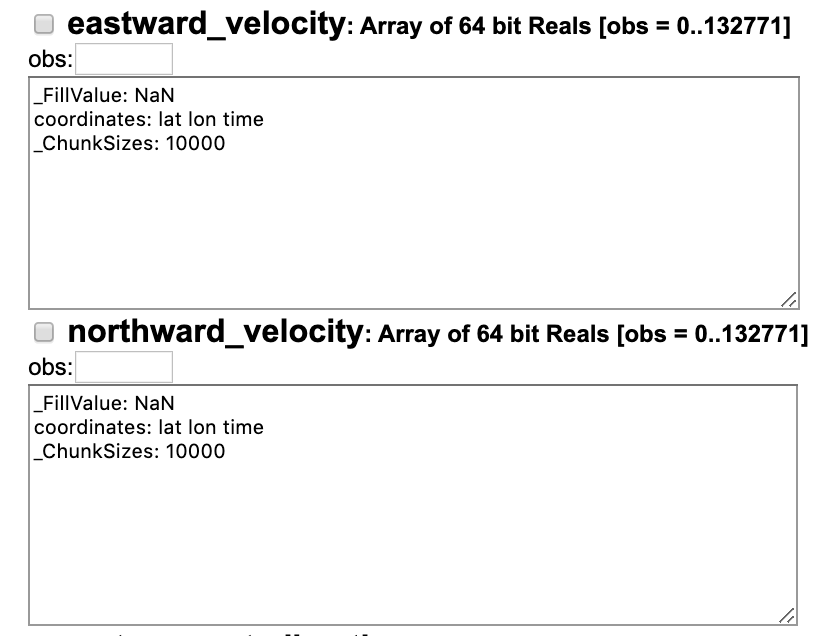 eastward_velocity: Array of 64 bit Reals [obs = 0..132771]
obs:
_FillValue: NaN
coordinates: lat lon time
_ChunkSizes: 10000
northward_velocity: Array of 64 bit Reals [obs = 0..132771]
obs:
_FillValue: NaN
coordinates: lat lon time
_ChunkSizes: 10000